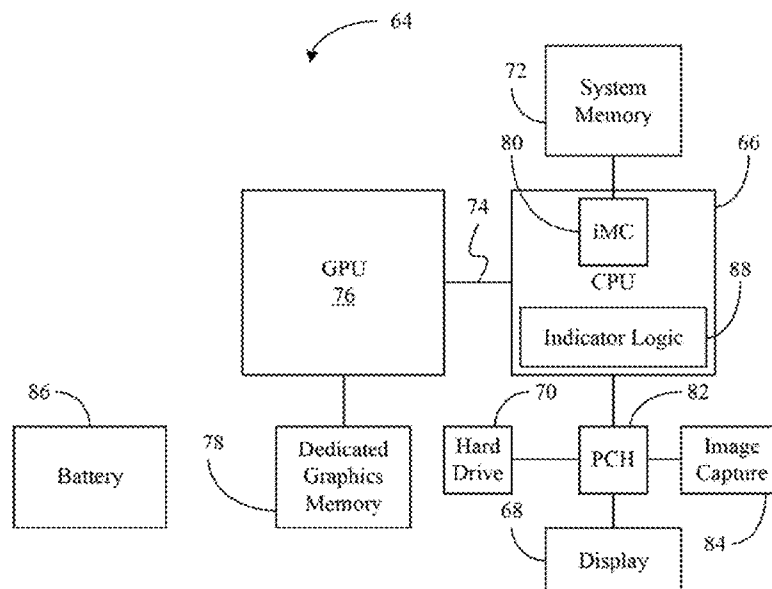 64
72
System
Memory
80
66
74
iMC
GPU
76
CPU
88
Indicator Logic
86
70
82
Battery
78
Dedicated
Graphics
Memory
Hard
Drive
PCH
Image
Capture
68
Display
84